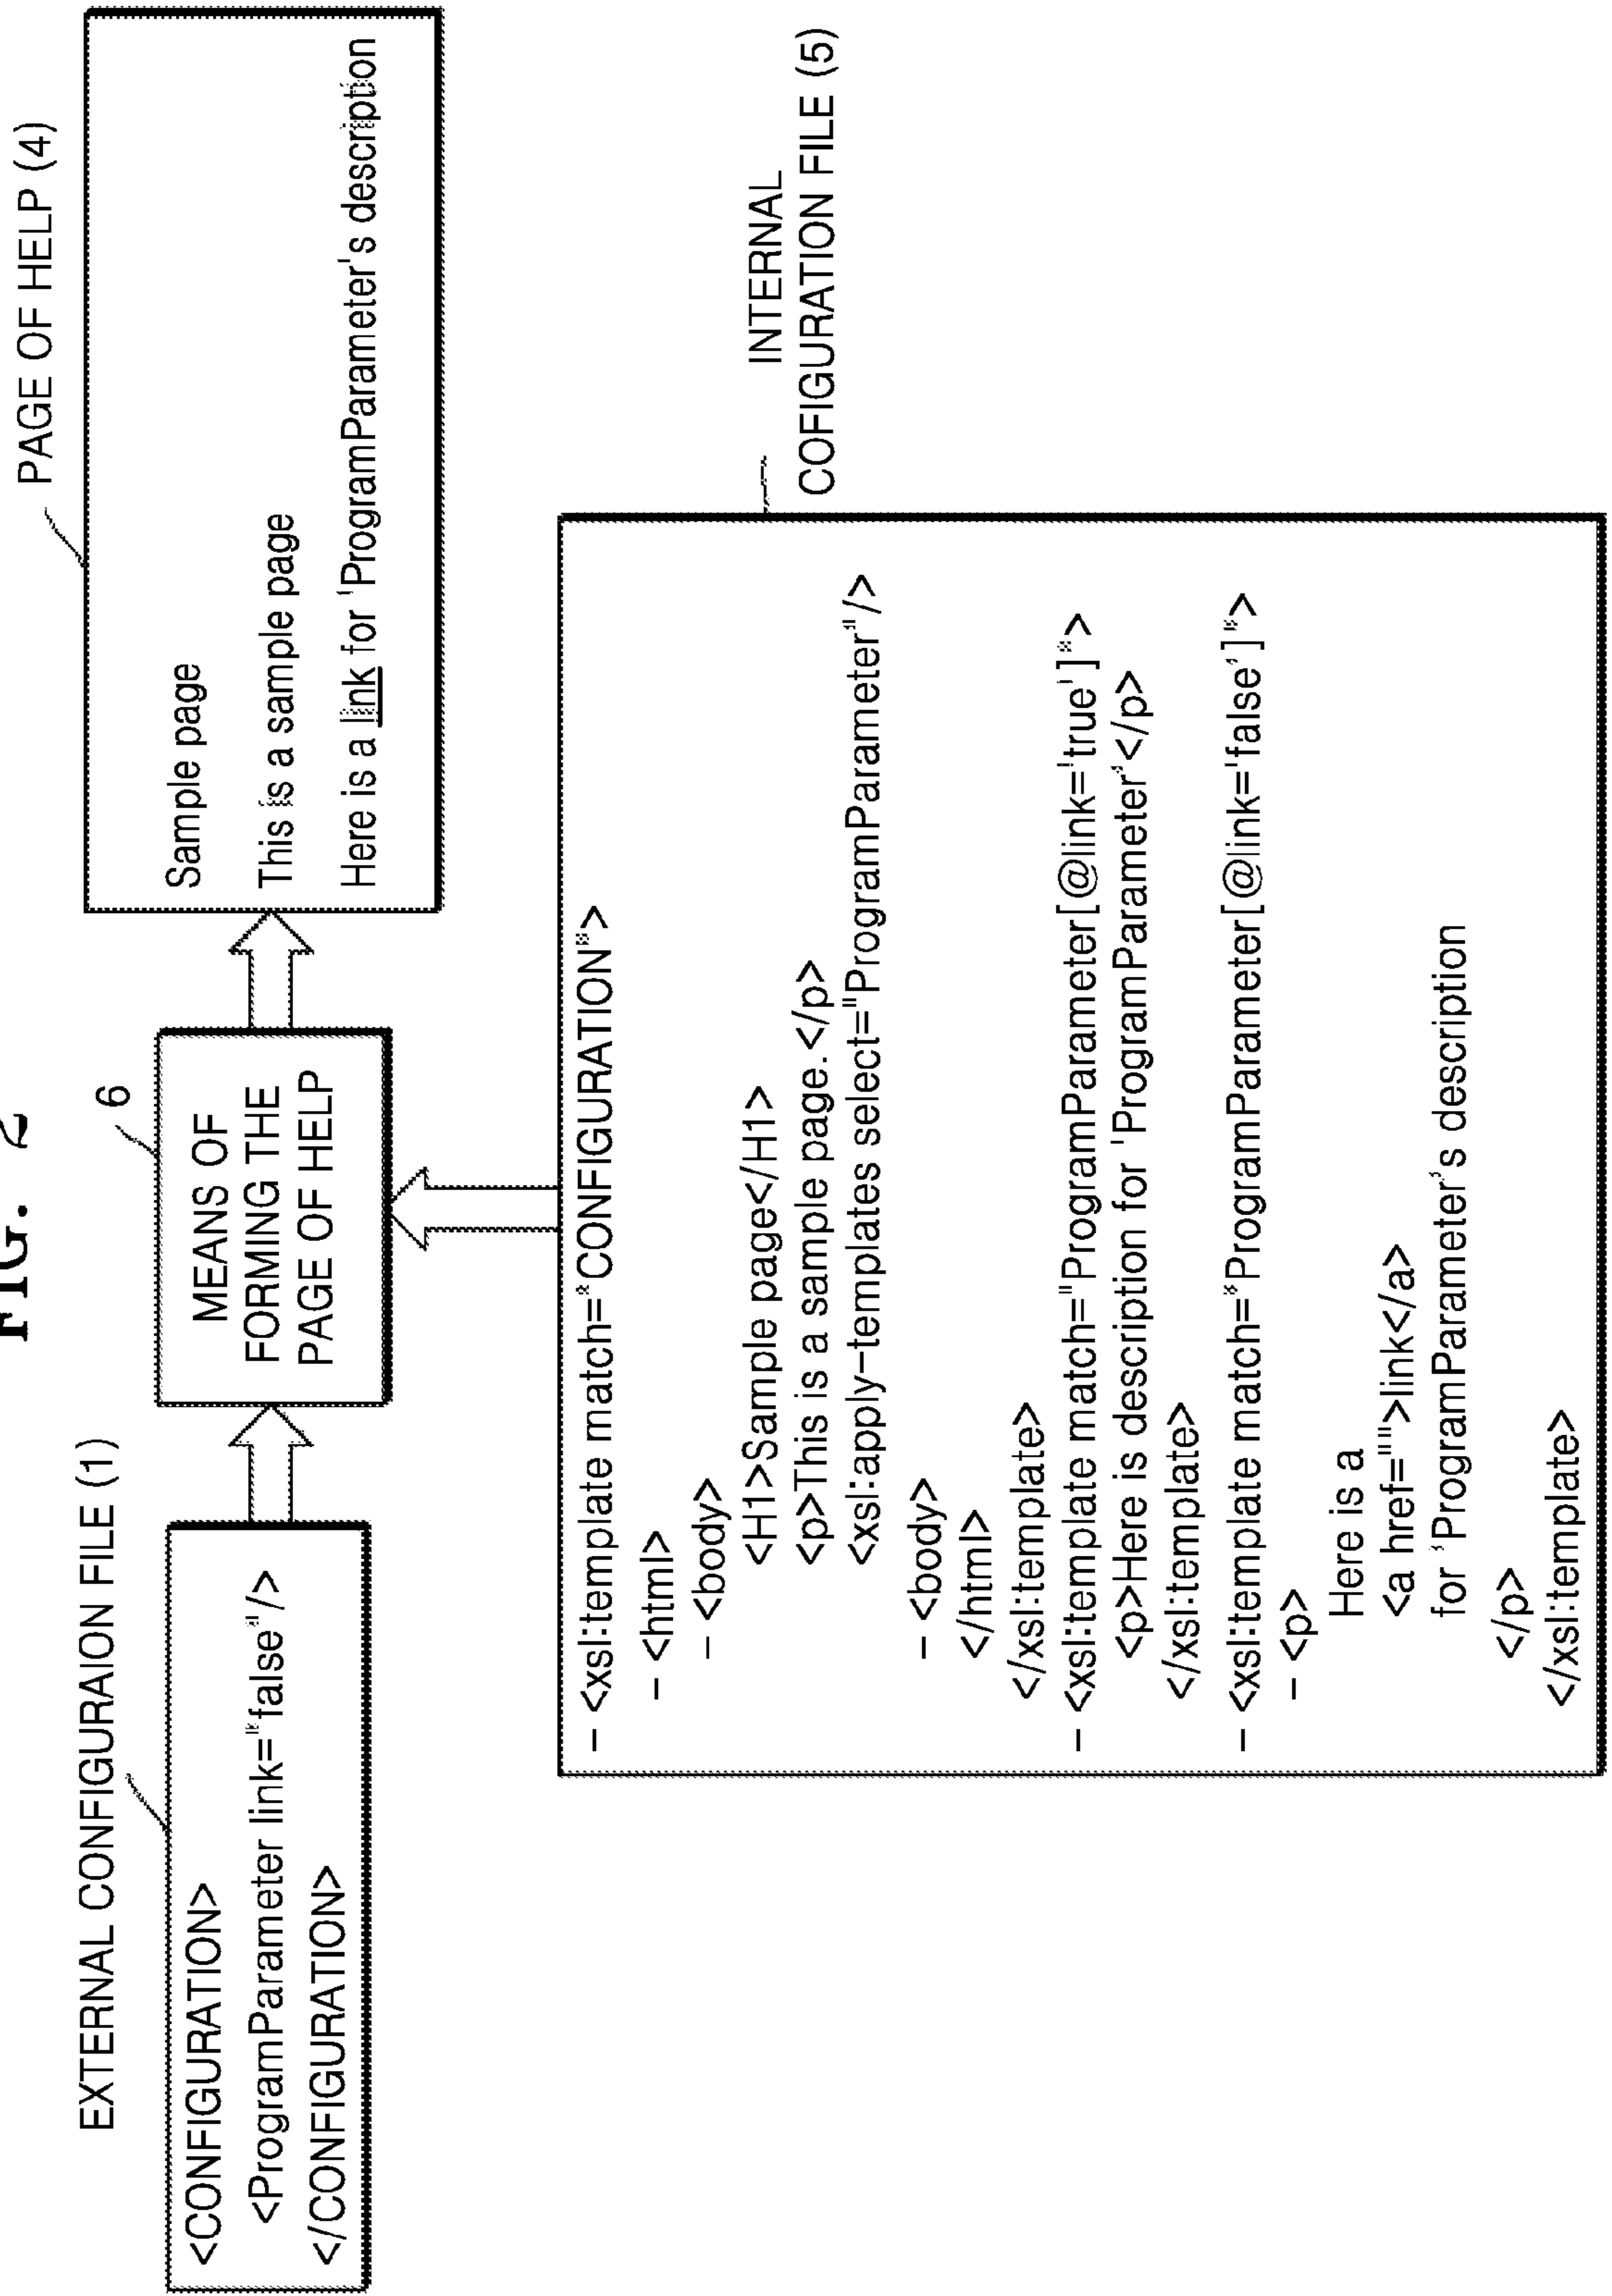 FIG. 2
EXTERNAL CONFIGURAION FILE (1)
<CONFIGURATION>
<ProgramParameter link="false"/>
</CONFIGURATION>
6
MEANS OF
FORMING THE
PAGE OF HELP
PAGE OF HELP (4)
Sample page
This is a sample page
Here is a link for 'ProgramParameter's description
INTERNAL
COFIGURATION FILE (5)
– <xsl:template match="CONFIGURATION">
– <html>
– <body>
<H1>Sample page</H1>
<p>This is a sample page.</p>
<xsl:apply–templates select="ProgramParameter"/>
– <body>
</html>
</xsl:template>
– <xsl:template match="ProgramParameter[@link='true']">
<p>Here is description for 'ProgramParameter'</p>
</xsl:template>
– <xsl:template match="ProgramParameter[@link='false']">
– <p>
Here is a
<a href="">link</a>
for 'ProgramParameter's description
</p>
</xsl:template>